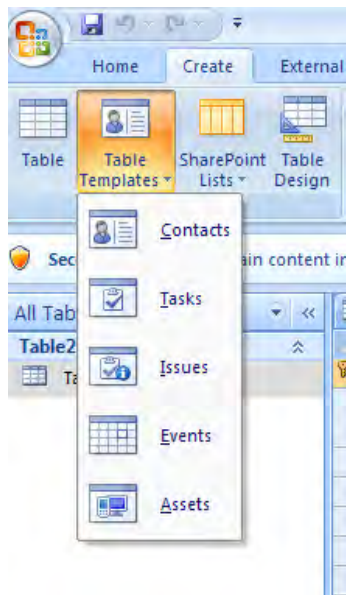 Home Create External
Table Table Templates SharePoint Lists Table Design
Contacts
Sec ain content in
Tasks
All Tab
Table2
Ta
Issues
Events
Assets